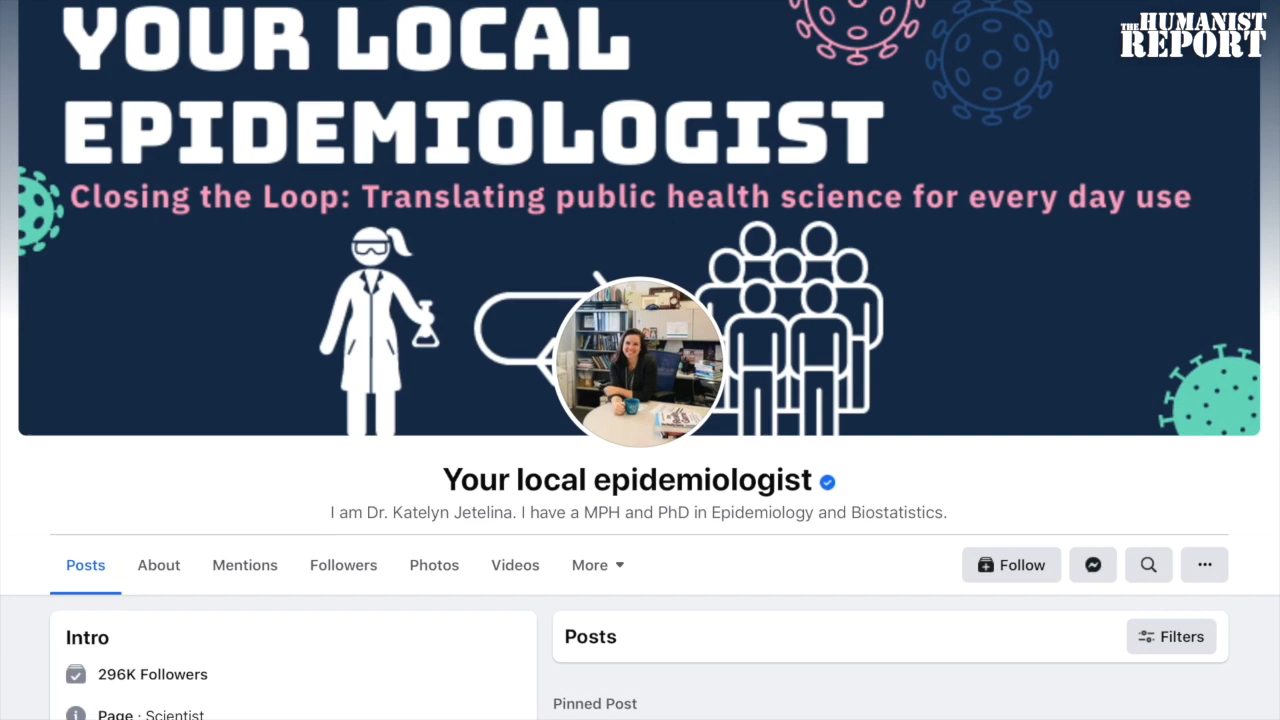 YOUR LOCAL
THE HUMANIST
REPORT
EPIDEMIOLOGIST
Closing the Loop: Translating public health science for every day use
Your local epidemiologist
I am Dr. Katelyn Jetelina. I have a MPH and PhD in Epidemiology and Biostatistics.
Posts About Mentions Followers Photos Videos More
Follow
Intro
296K Followers
Page · Scientist
Posts
Filters
Pinned Post